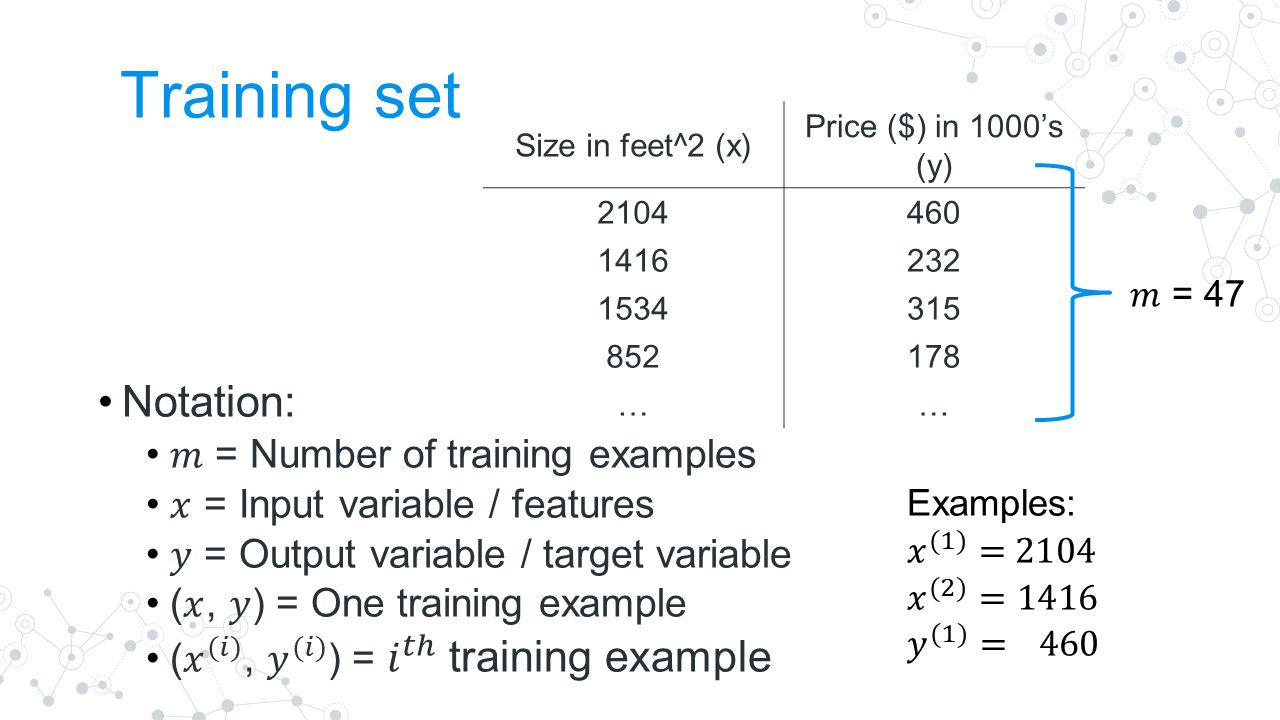 Training set
Size in feet^2 (x)
Price ($) in 1000’s
(y)
2104 460
1416 232
1534 315
852 178
… …
𝑚 = 47
• Notation:
• 𝑚 = Number of training examples
• 𝑥 = Input variable / features
• 𝑦 = Output variable / target variable
• (𝑥, 𝑦) = One training example
• (𝑥⁽ⁱ⁾, 𝑦⁽ⁱ⁾) = 𝑖ᵗʰ training example
Examples:
𝑥⁽¹⁾ = 2104
𝑥⁽²⁾ = 1416
𝑦⁽¹⁾ = 460